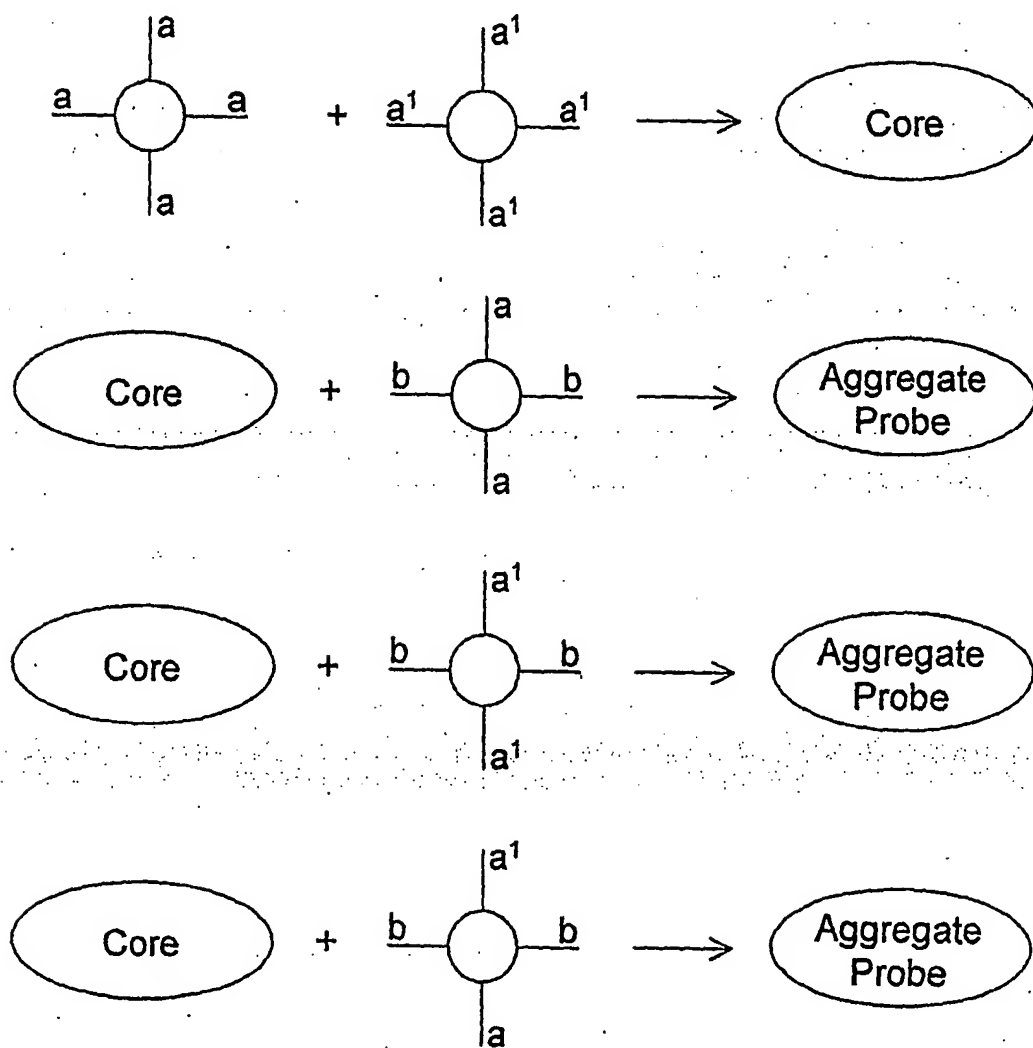 a
a a
a
+
a¹
a¹ a¹
a¹
Core
Core
+
a
b b
a
Aggregate
Probe
Core
+
a¹
b b
a¹
Aggregate
Probe
Core
+
a¹
b b
a
Aggregate
Probe